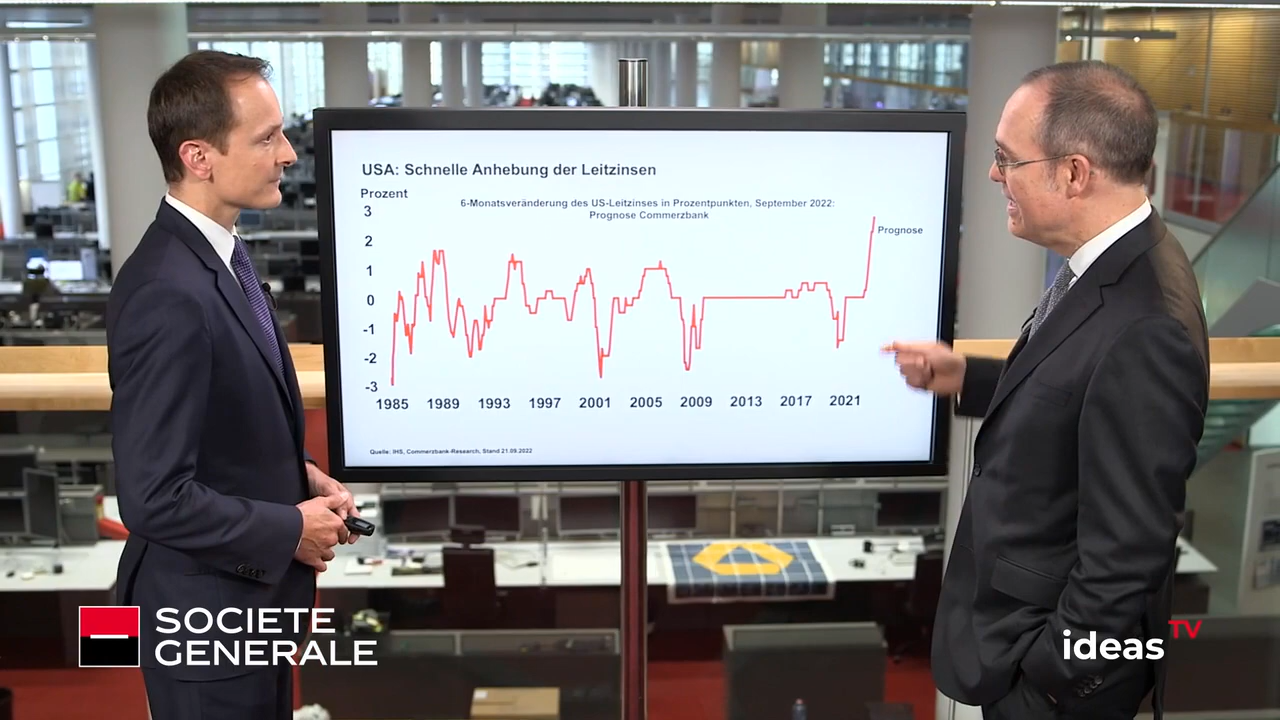 USA: Schnelle Anhebung der Leitzinsen
Prozent
6-Monatsveränderung des US-Leitzinses in Prozentpunkten, September 2022:
Prognose Commerzbank
3
Prognose
2
1
0
-1
-2
-3
1985 1989 1993 1997 2001 2005 2009 2013 2017 2021
Quelle: IHS, Commerzbank-Research, Stand 21.09.2022
SOCIETE
GENERALE
ideasTV